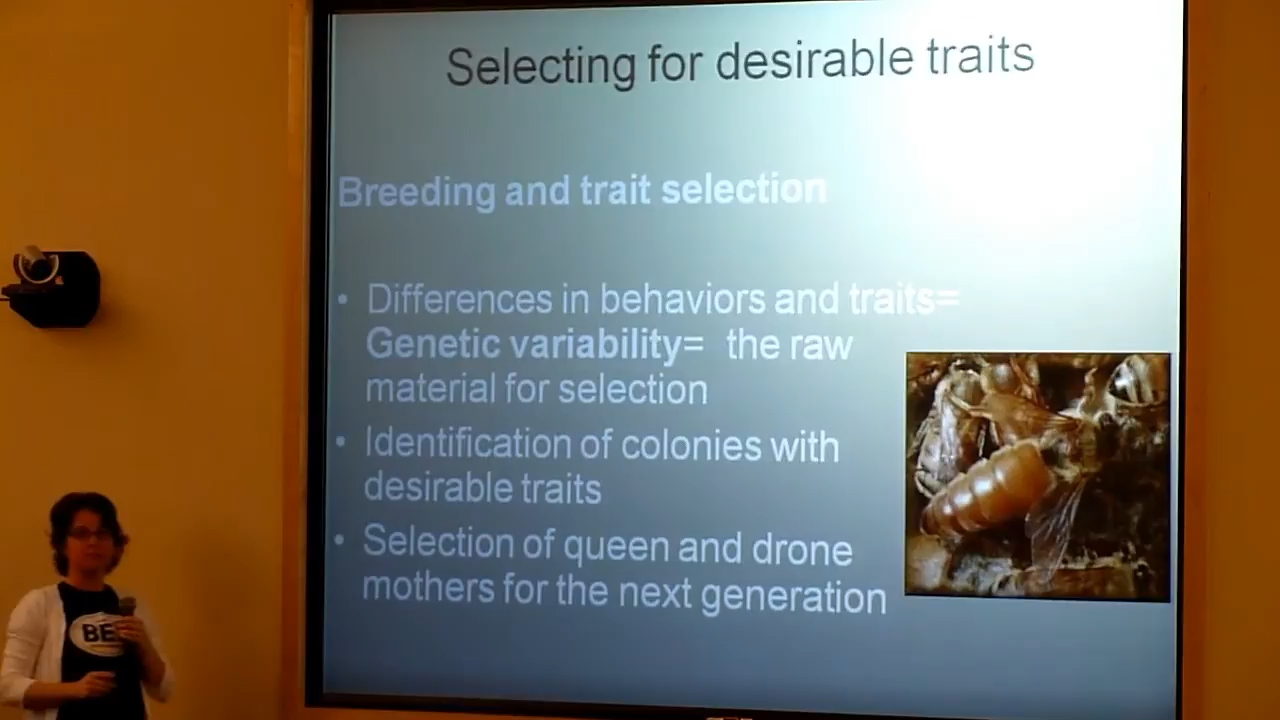 Selecting for desirable traits
Breeding and trait selection
• Differences in behaviors and traits=
Genetic variability= the raw
material for selection
• Identification of colonies with
desirable traits
• Selection of queen and drone
mothers for the next generation